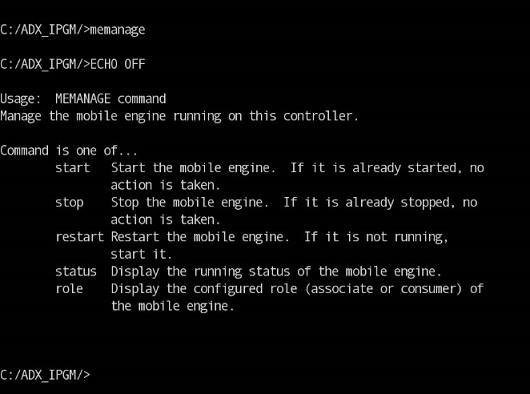 C:/ADX_IPGM/>memanage
C:/ADX_IPGM/>ECHO OFF
Usage:  MEMANAGE command
Manage the mobile engine running on this controller.
Command is one of...
start   Start the mobile engine.  If it is already started, no
action is taken.
stop    Stop the mobile engine.  If it is already stopped, no
action is taken.
restart Restart the mobile engine.  If it is not running,
start it.
status  Display the running status of the mobile engine.
role    Display the configured role (associate or consumer) of
the mobile engine.
C:/ADX_IPGM/>